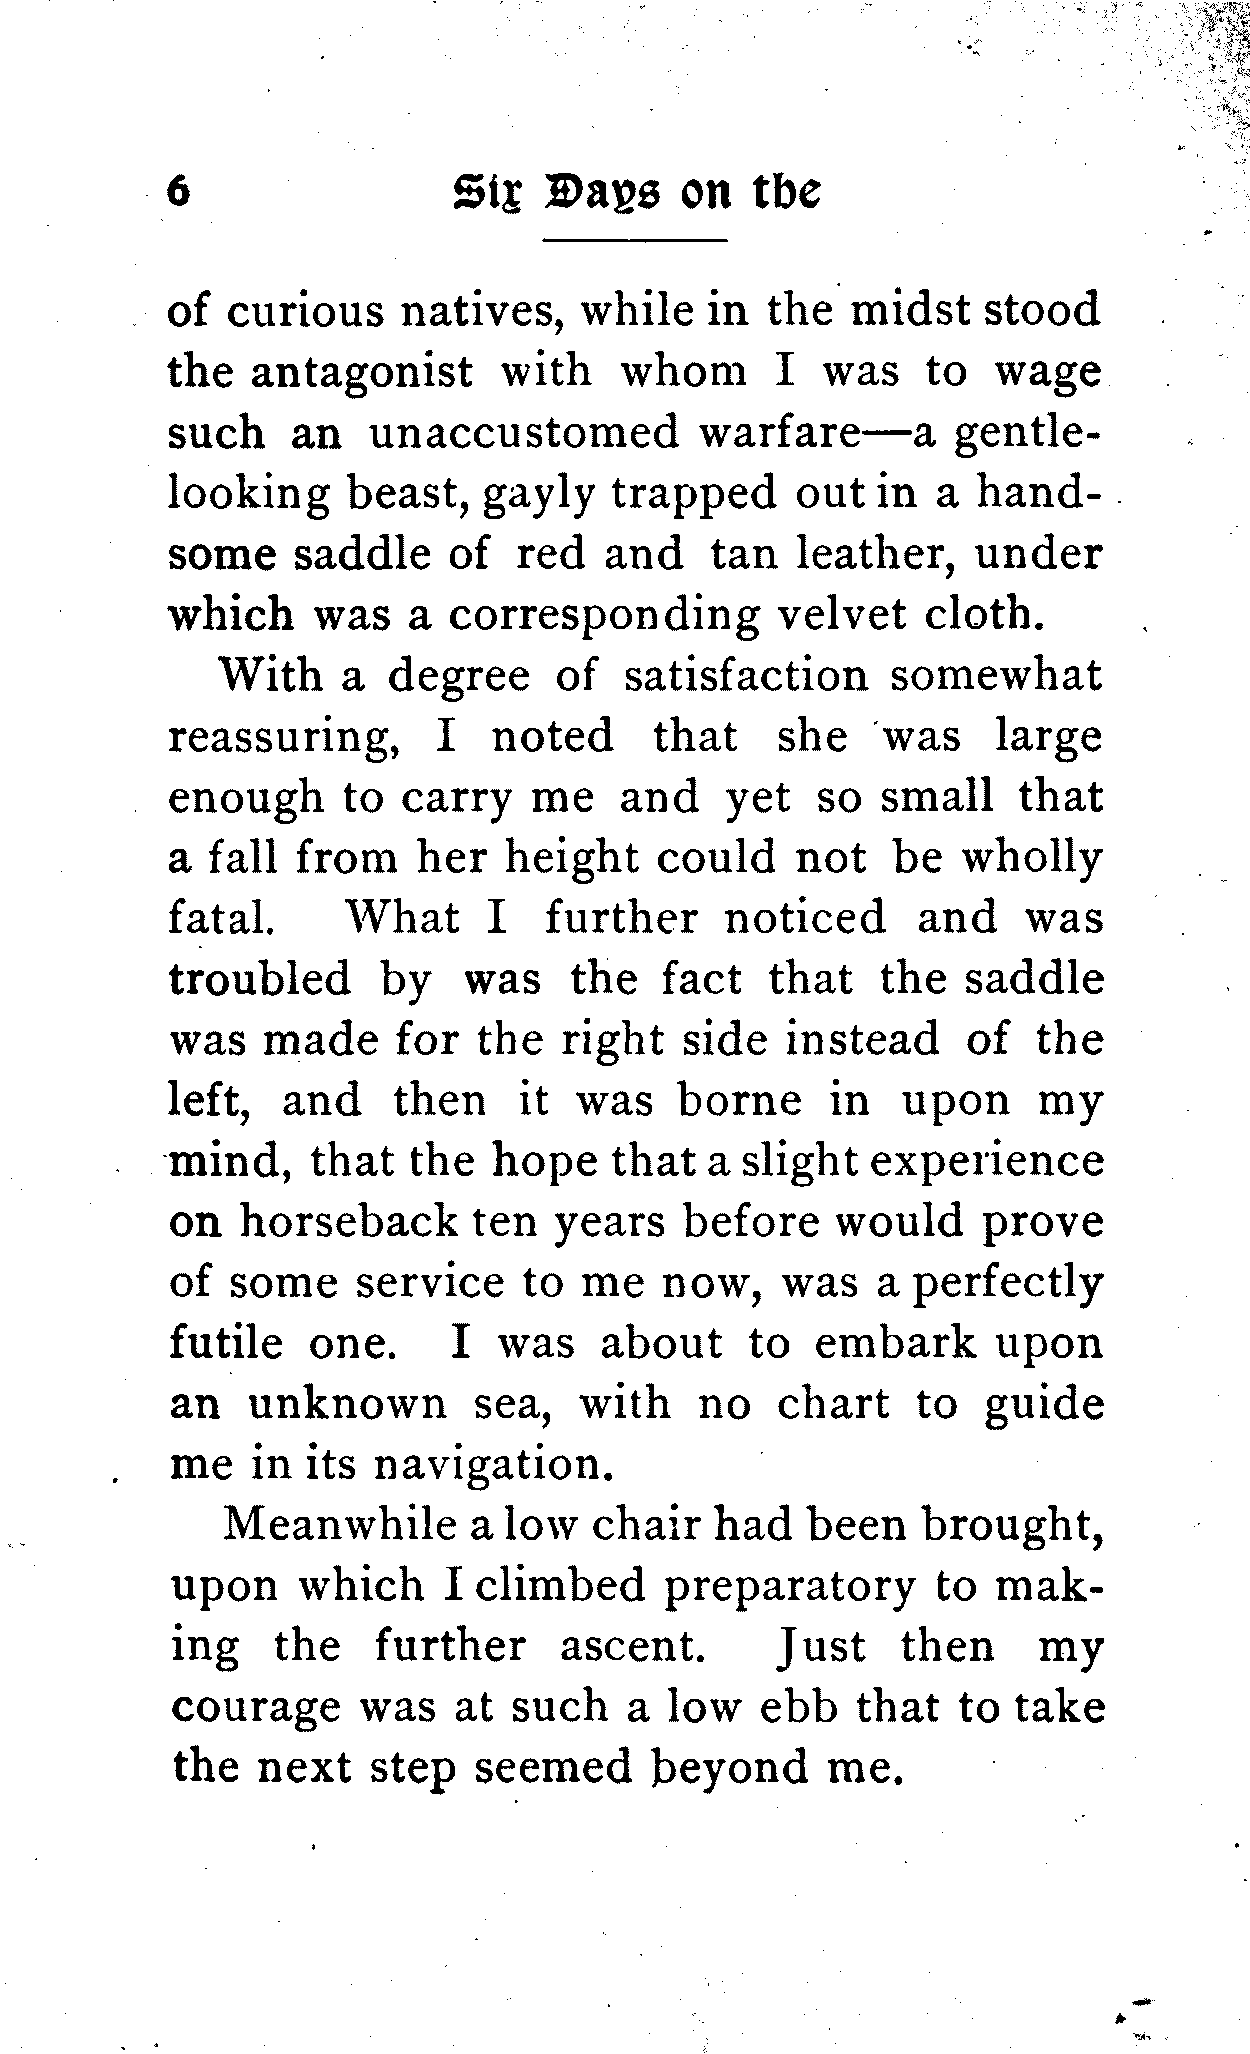 6 Six Days on the
of curious natives, while in the midst stood
the antagonist with whom I was to wage
such an unaccustomed warfare—a gentle-
looking beast, gayly trapped out in a hand-
some saddle of red and tan leather, under
which was a corresponding velvet cloth.
With a degree of satisfaction somewhat
reassuring, I noted that she was large
enough to carry me and yet so small that
a fall from her height could not be wholly
fatal. What I further noticed and was
troubled by was the fact that the saddle
was made for the right side instead of the
left, and then it was borne in upon my
mind, that the hope that a slight experience
on horseback ten years before would prove
of some service to me now, was a perfectly
futile one. I was about to embark upon
an unknown sea, with no chart to guide
me in its navigation.
Meanwhile a low chair had been brought,
upon which I climbed preparatory to mak-
ing the further ascent. Just then my
courage was at such a low ebb that to take
the next step seemed beyond me.